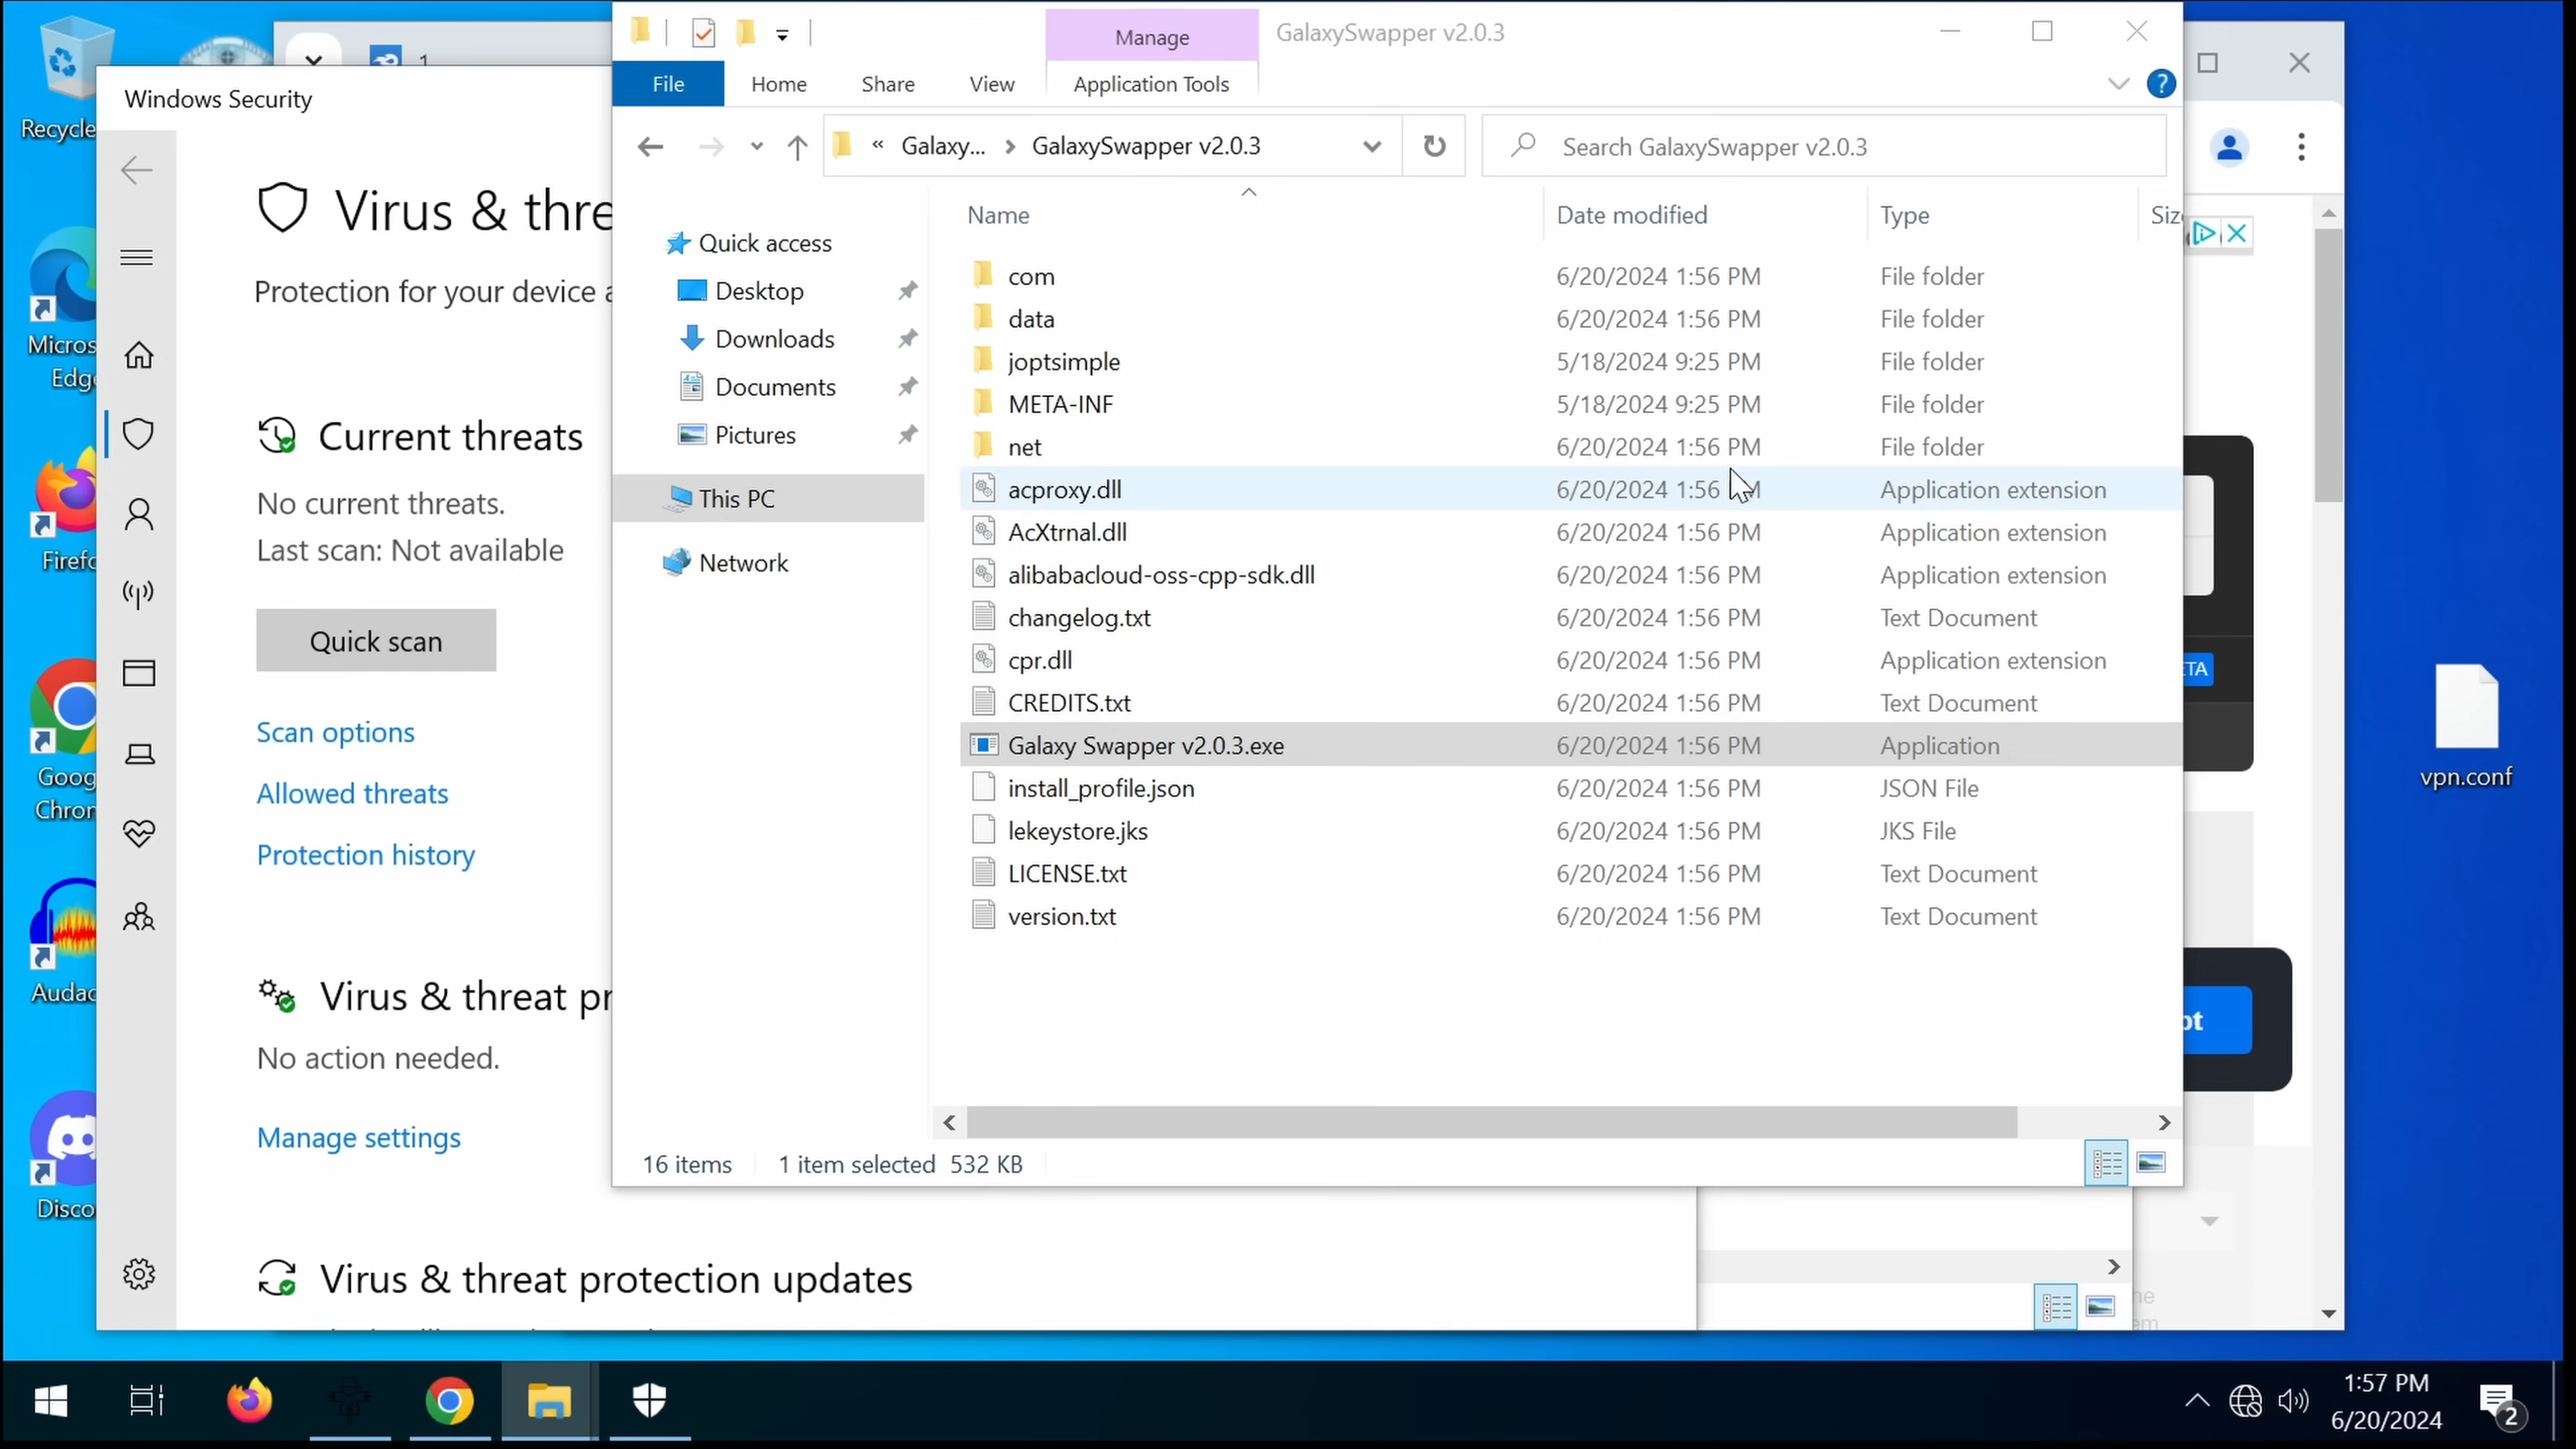 Manage
GalaxySwapper v2.0.3
File
Home
Share
View
Application Tools
?
« Galaxy... > GalaxySwapper v2.0.3
Search GalaxySwapper v2.0.3
Name
Date modified
Type
Quick access
Desktop
Downloads
Documents
Pictures
This PC
Network
com 6/20/2024 1:56 PM File folder
data 6/20/2024 1:56 PM File folder
joptsimple 5/18/2024 9:25 PM File folder
META-INF 5/18/2024 9:25 PM File folder
net 6/20/2024 1:56 PM File folder
acproxy.dll 6/20/2024 1:56 PM Application extension
AcXtrnal.dll 6/20/2024 1:56 PM Application extension
alibabacloud-oss-cpp-sdk.dll 6/20/2024 1:56 PM Application extension
changelog.txt 6/20/2024 1:56 PM Text Document
cpr.dll 6/20/2024 1:56 PM Application extension
CREDITS.txt 6/20/2024 1:56 PM Text Document
Galaxy Swapper v2.0.3.exe 6/20/2024 1:56 PM Application
install_profile.json 6/20/2024 1:56 PM JSON File
lekeystore.jks 6/20/2024 1:56 PM JKS File
LICENSE.txt 6/20/2024 1:56 PM Text Document
version.txt 6/20/2024 1:56 PM Text Document
16 items
1 item selected 532 KB
Windows Security
Virus & thre
Protection for your device
Current threats
No current threats.
Last scan: Not available
Quick scan
Scan options
Allowed threats
Protection history
Virus & threat pr
No action needed.
Manage settings
Virus & threat protection updates
Recycle
Micros
Edg
Firefo
Goog
Chrom
Audac
Disco
vpn.conf
1:57 PM
6/20/2024
2